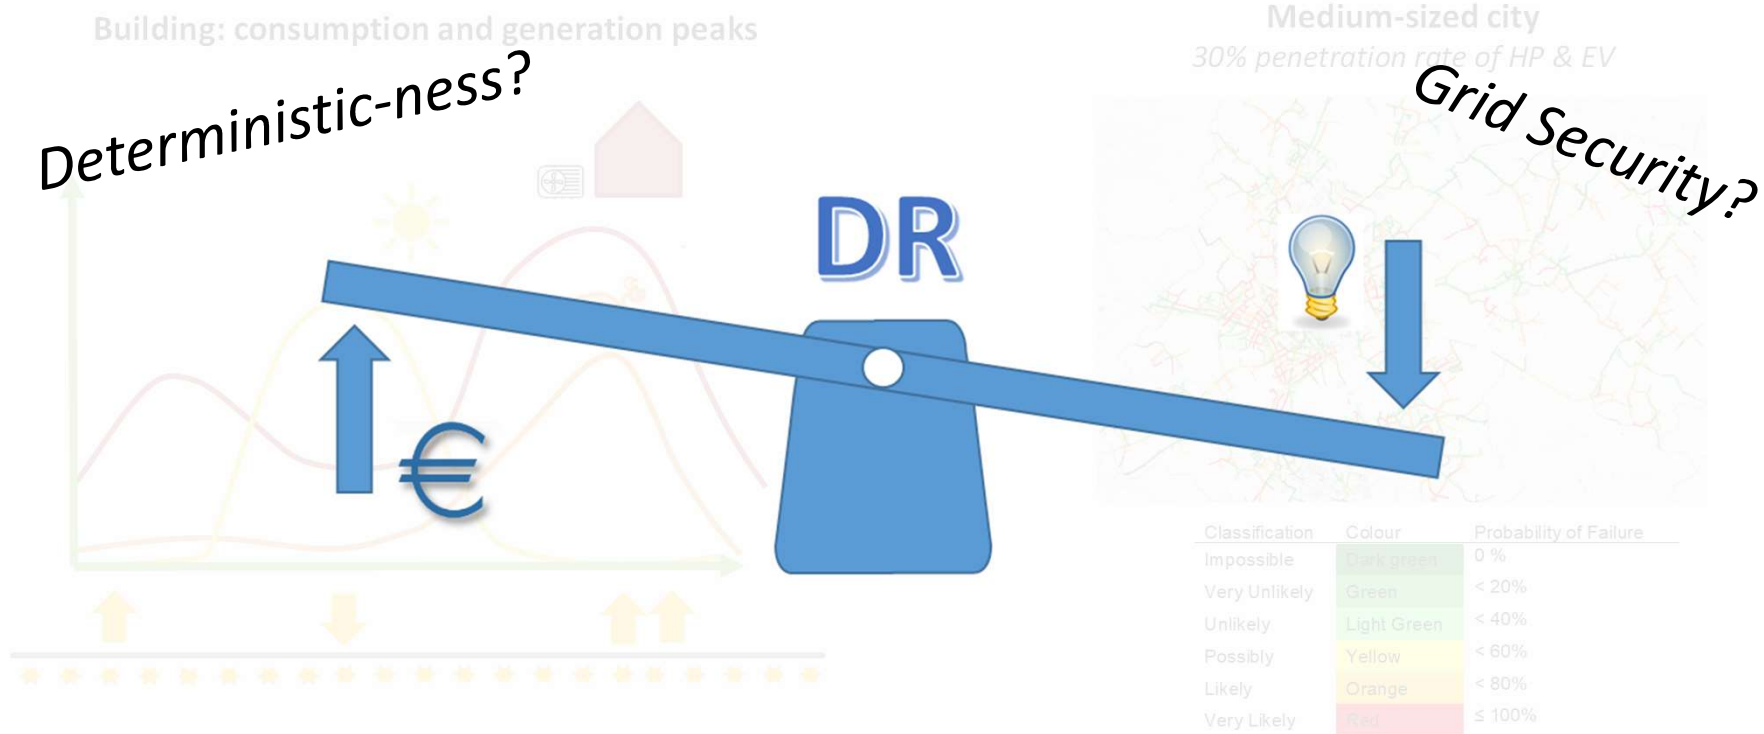 Building: consumption and generation peaks
Medium-sized city
30% penetration rate of HP & EV
Deterministic-ness?
Grid Security?
DR
€
Classification Colour Probability of Failure
Impossible Dark green 0 %
Very Unlikely Green < 20%
Unlikely Light Green < 40%
Possibly Yellow < 60%
Likely Orange < 80%
Very Likely Red ≤ 100%